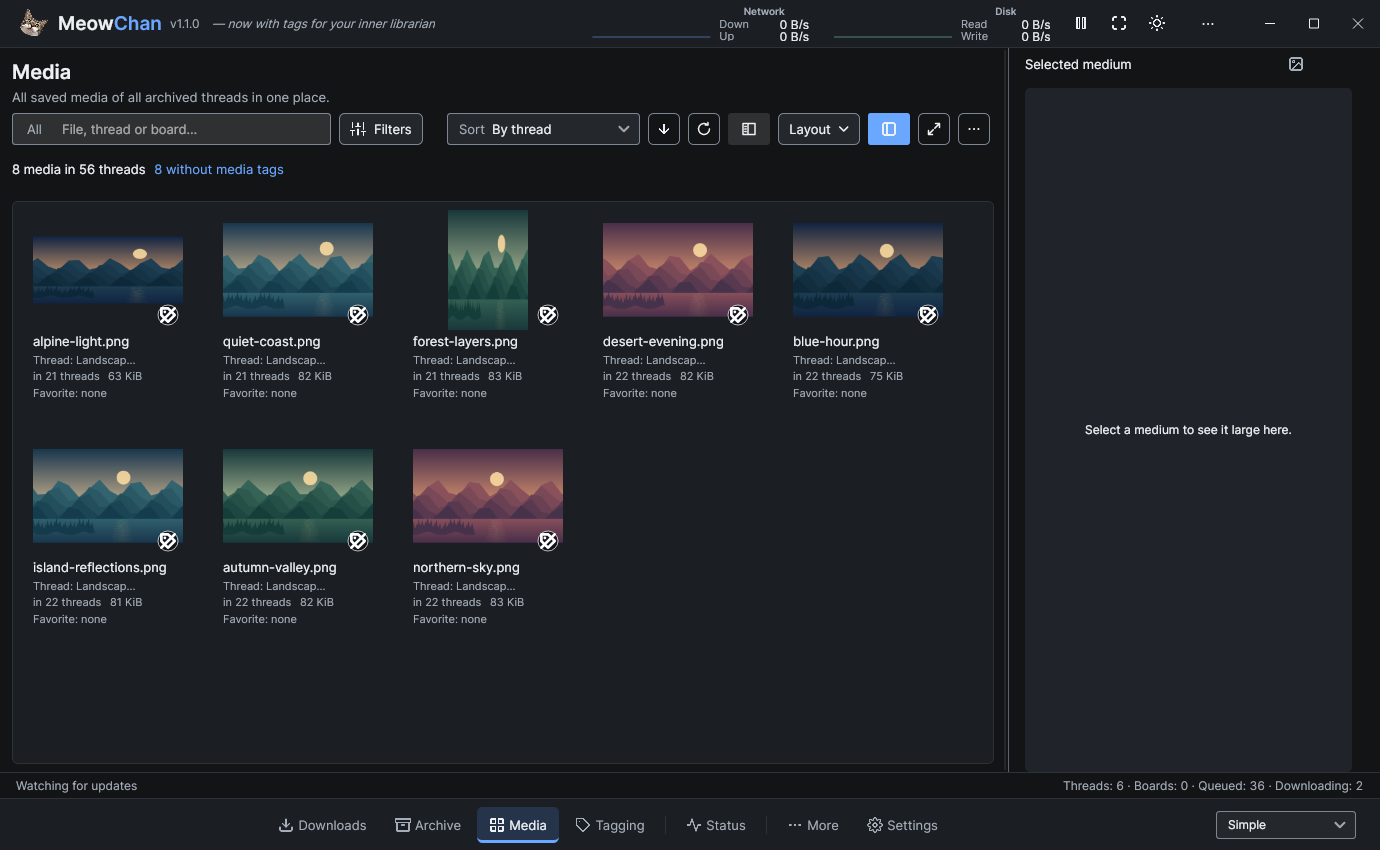 MeowChan v1.1.0 — now with tags for your inner librarian
Network
Down 0 B/s
Up 0 B/s
Disk
Read 0 B/s
Write 0 B/s
Media
All saved media of all archived threads in one place.
All File, thread or board... Filters Sort By thread Layout
8 media in 56 threads 8 without media tags
alpine-light.png
Thread: Landscap...
in 21 threads 63 KiB
Favorite: none
quiet-coast.png
Thread: Landscap...
in 21 threads 82 KiB
Favorite: none
forest-layers.png
Thread: Landscap...
in 21 threads 83 KiB
Favorite: none
desert-evening.png
Thread: Landscap...
in 22 threads 82 KiB
Favorite: none
blue-hour.png
Thread: Landscap...
in 22 threads 75 KiB
Favorite: none
island-reflections.png
Thread: Landscap...
in 22 threads 81 KiB
Favorite: none
autumn-valley.png
Thread: Landscap...
in 22 threads 82 KiB
Favorite: none
northern-sky.png
Thread: Landscap...
in 22 threads 83 KiB
Favorite: none
Selected medium
Select a medium to see it large here.
Watching for updates
Threads: 6 · Boards: 0 · Queued: 36 · Downloading: 2
Downloads Archive Media Tagging Status More Settings
Simple